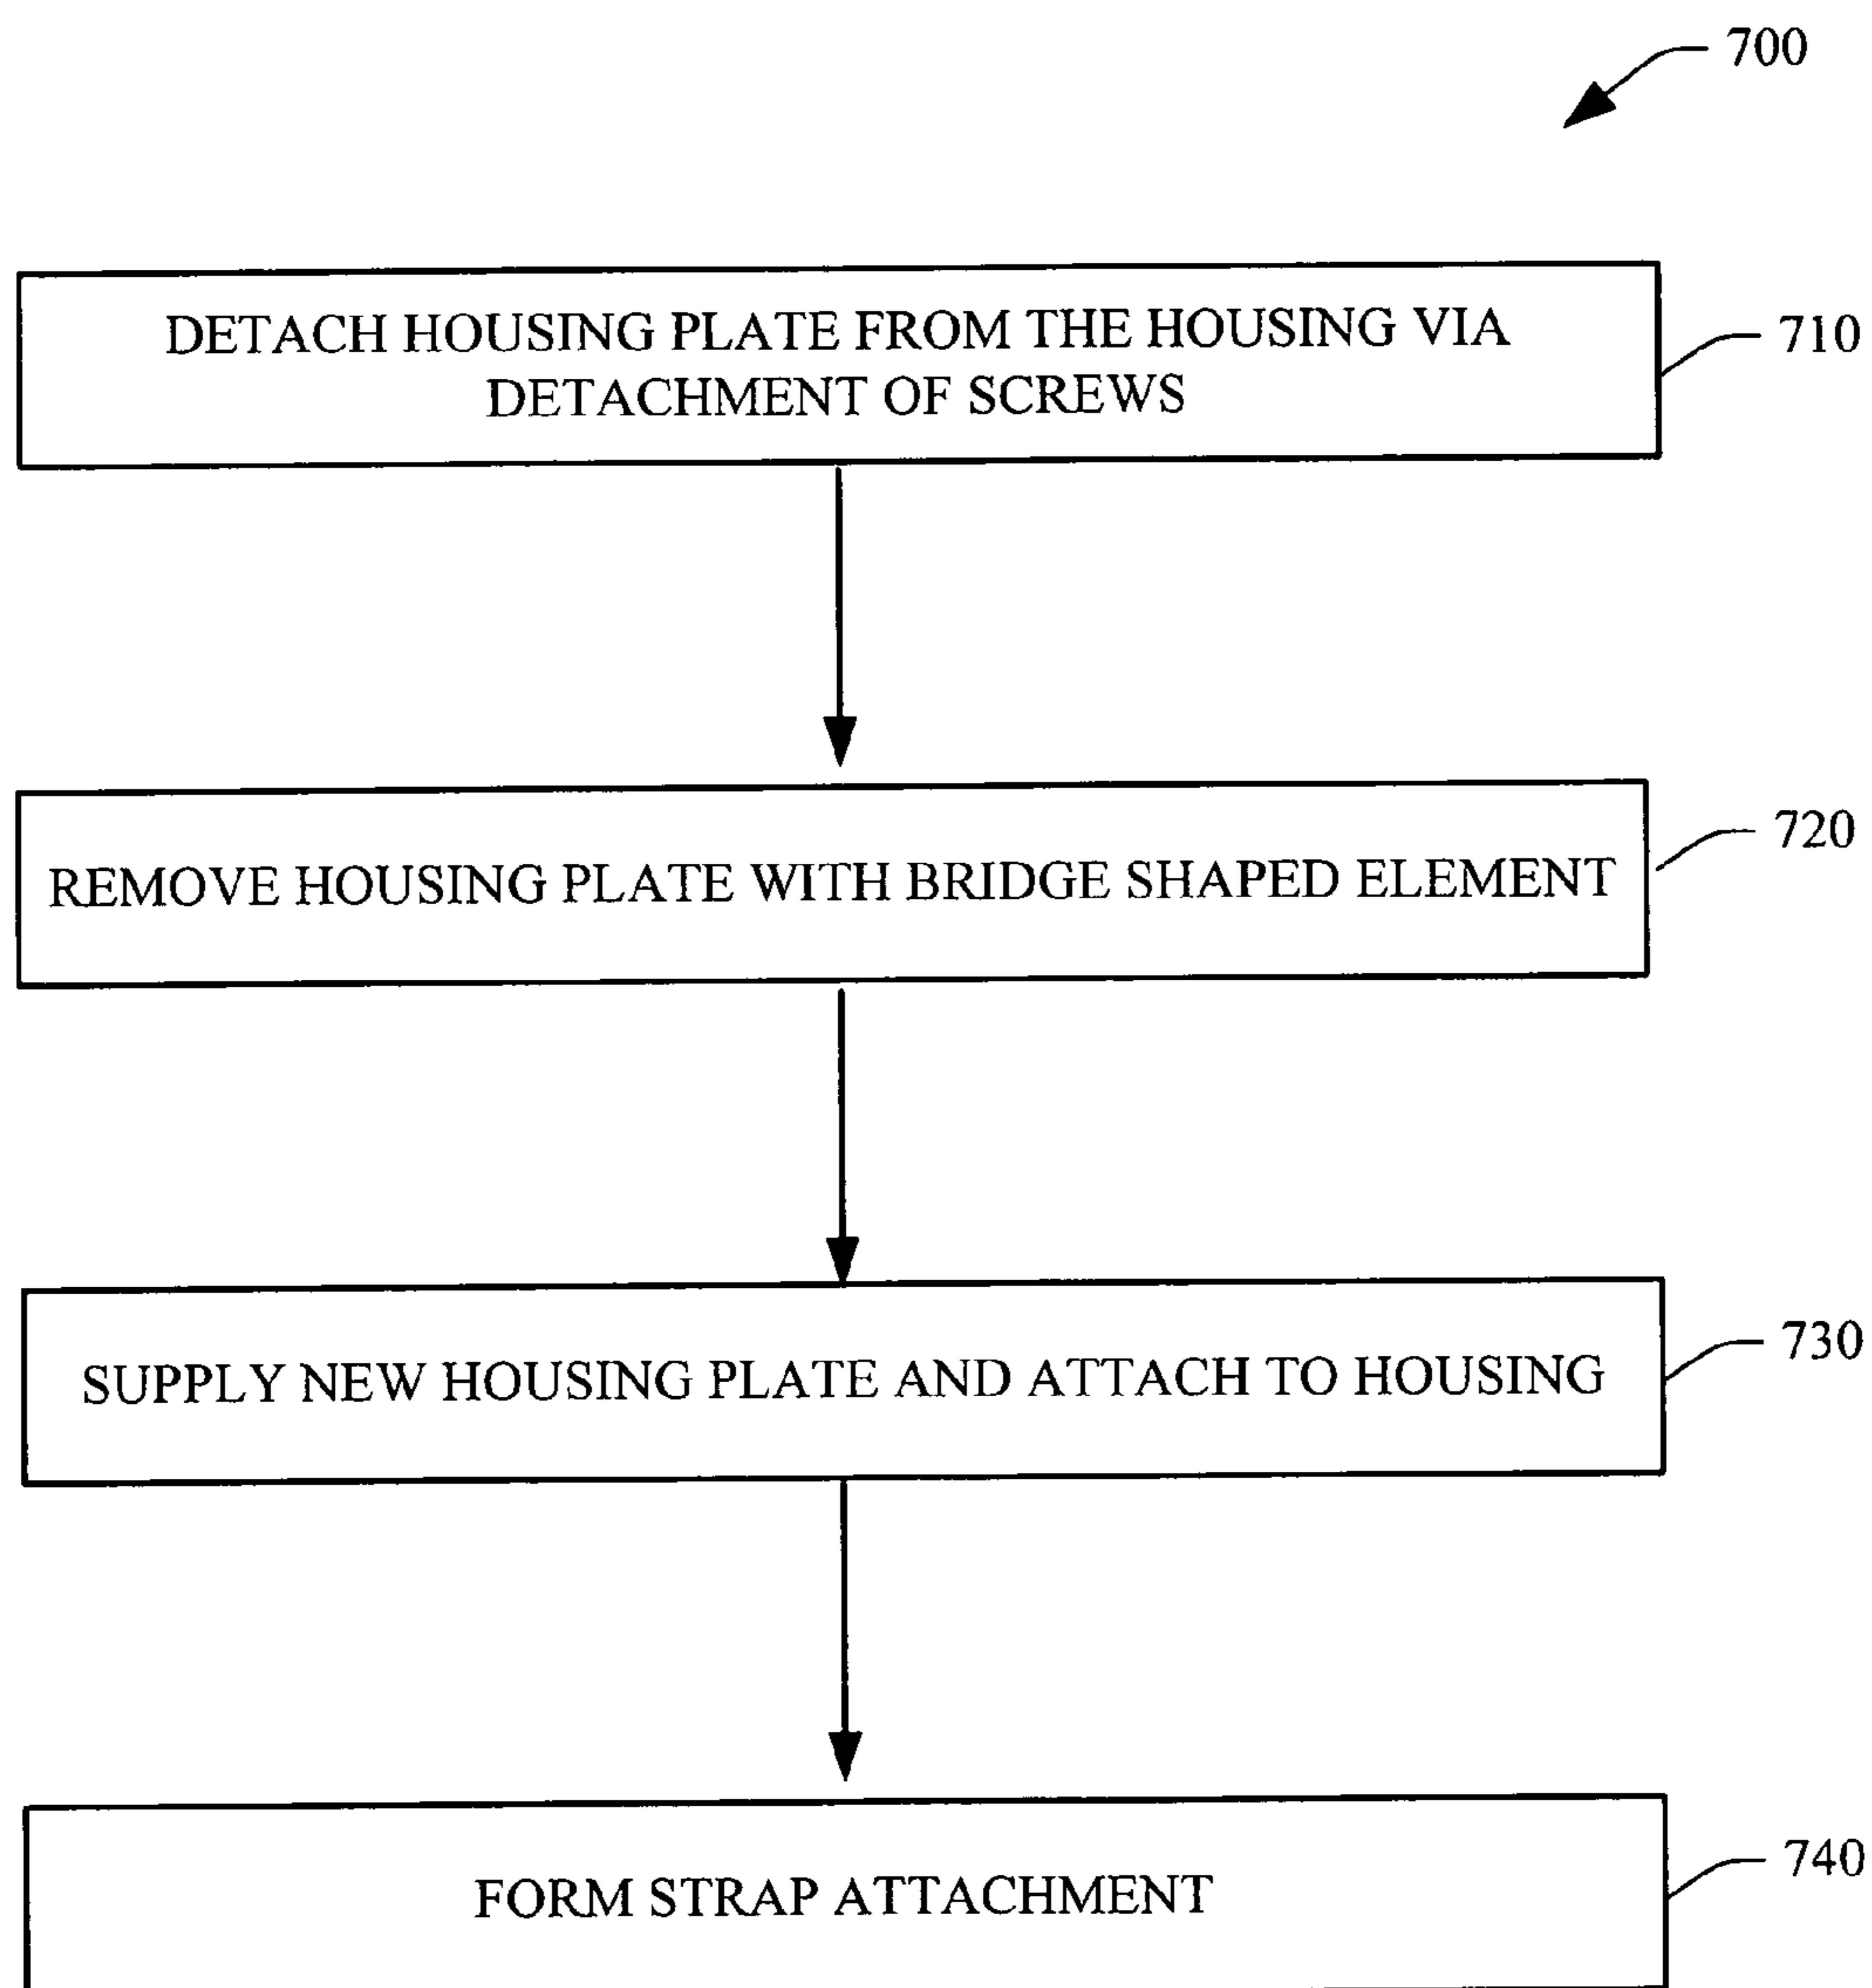 700
DETACH HOUSING PLATE FROM THE HOUSING VIA
DETACHMENT OF SCREWS
710
REMOVE HOUSING PLATE WITH BRIDGE SHAPED ELEMENT
720
SUPPLY NEW HOUSING PLATE AND ATTACH TO HOUSING
730
FORM STRAP ATTACHMENT
740